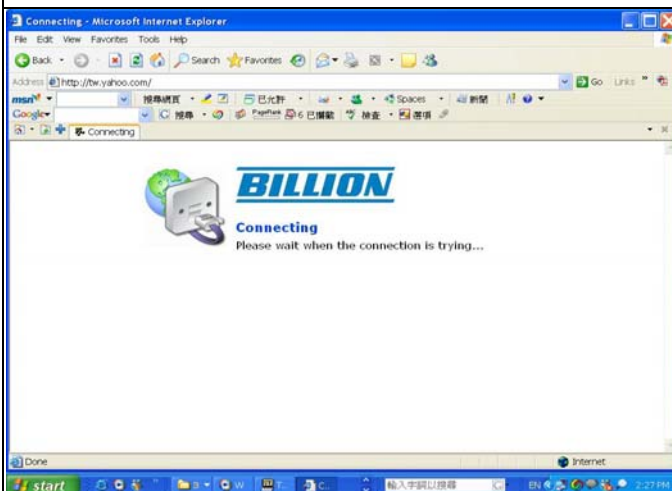 Connecting - Microsoft Internet Explorer
File Edit View Favorites Tools Help
Back Search Favorites
Address http://tw.yahoo.com/ Go Links
msn 搜尋網頁 已允許 Spaces 新聞
Google 搜尋 PageRank 6 已攔截 檢查 選項
Connecting
BILLION
Connecting
Please wait when the connection is trying...
Done Internet
start 3 W T.. C.. 輸入字詞以搜尋 EN 2:27 PM